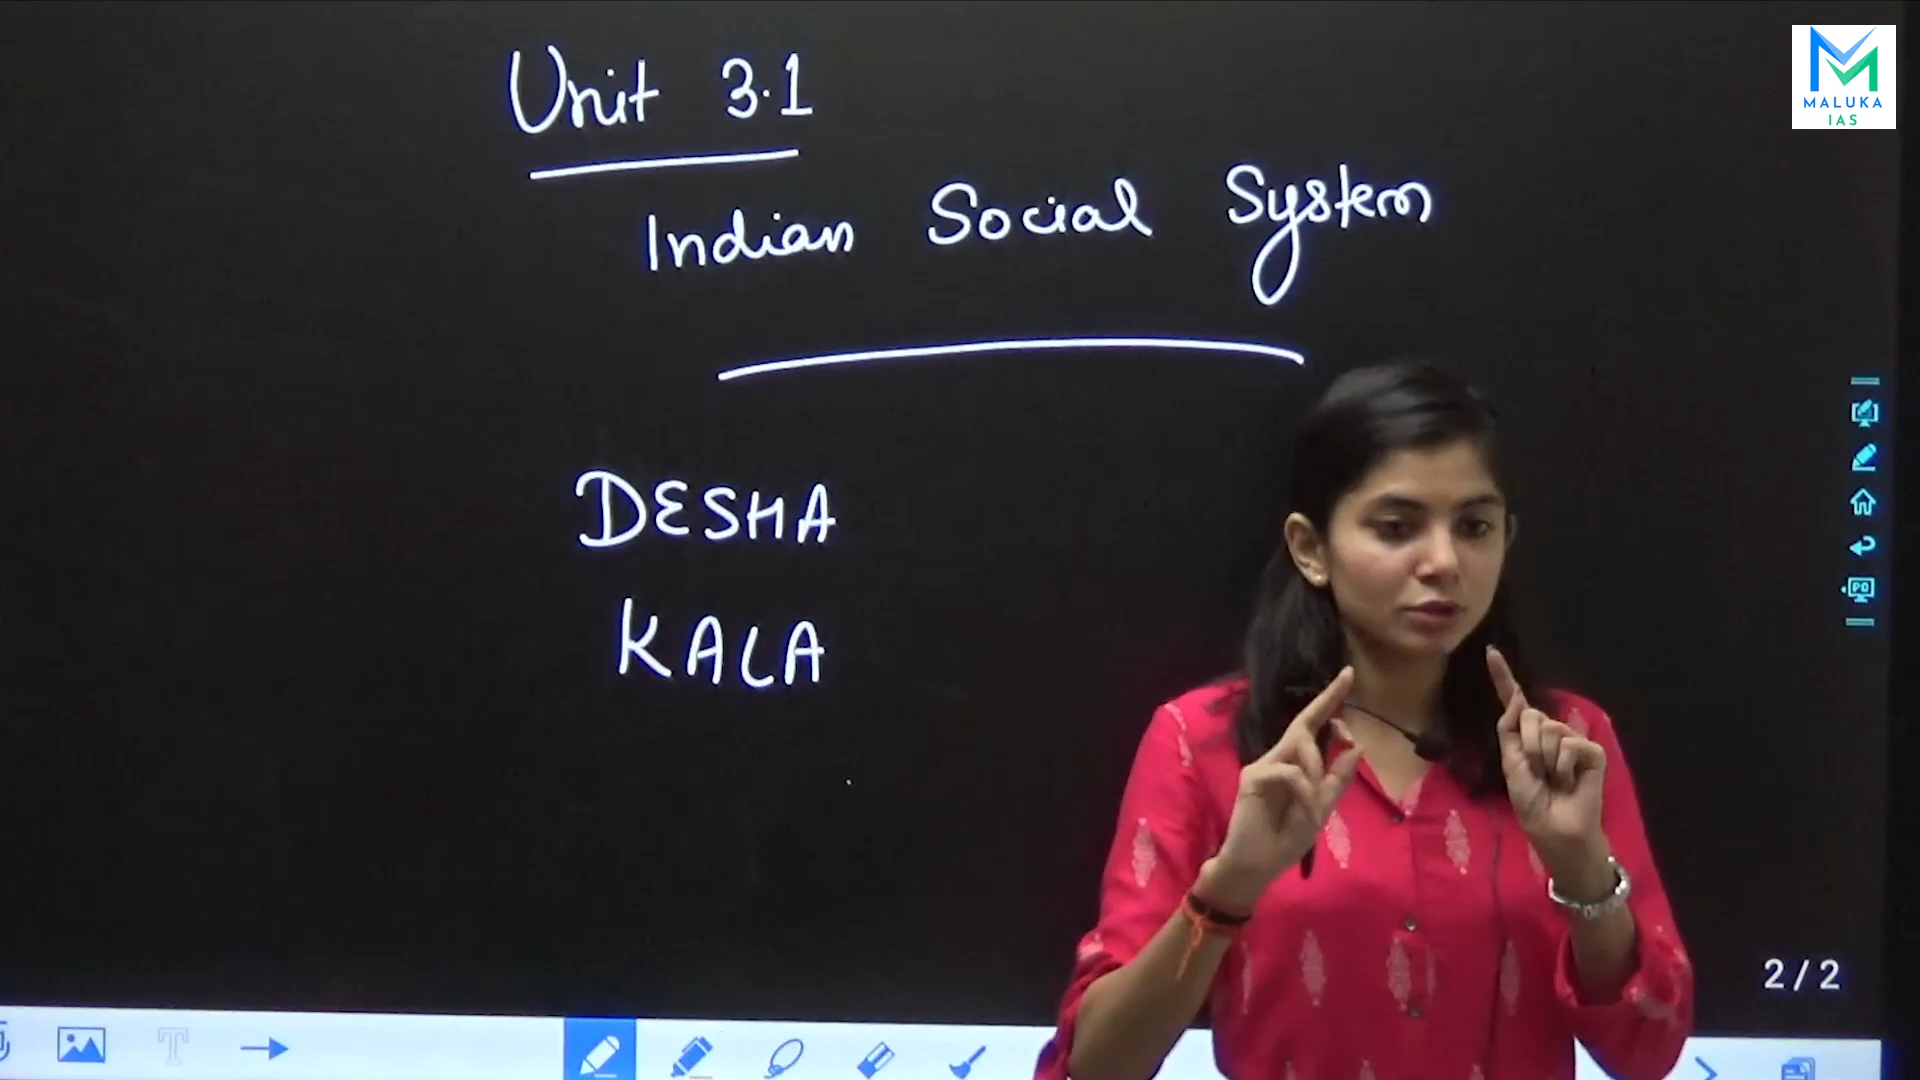 Unit 3.1
MALUKA
IAS
Indian Social System
DESHA
KALA
2/2